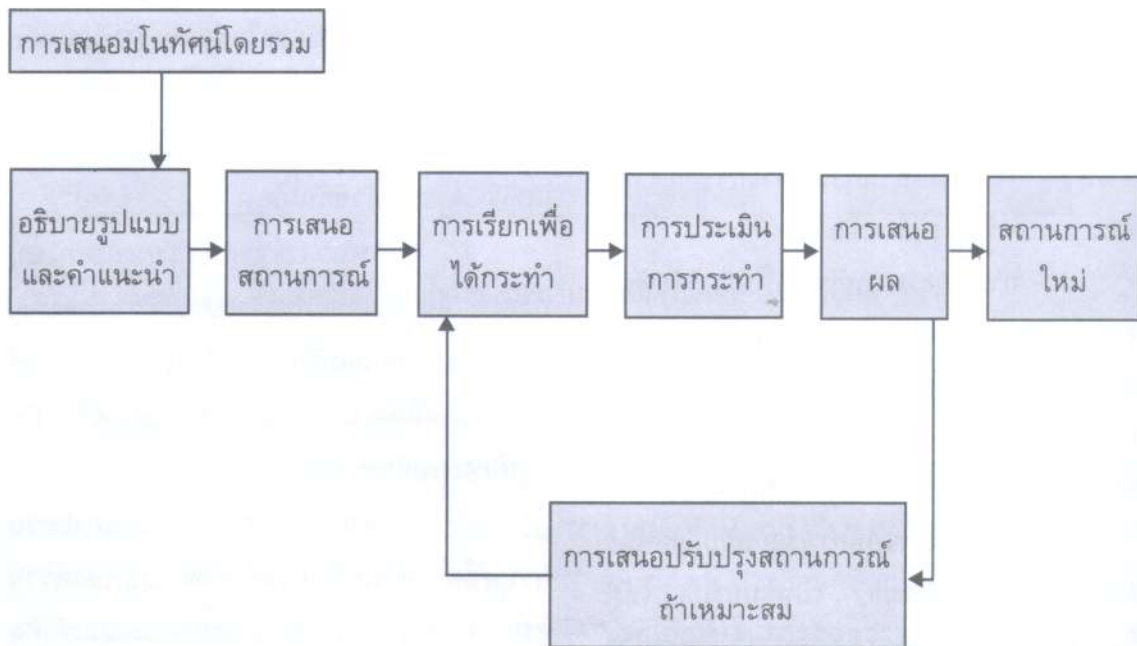 การเสนอมโนทัศน์โดยรวม
อธิบายรูปแบบ
และคำแนะนำ
การเสนอ
สถานการณ์
การเรียกเพื่อ
ได้กระทำ
การประเมิน
การกระทำ
การเสนอ
ผล
สถานการณ์
ใหม่
การเสนอปรับปรุงสถานการณ์
ถ้าเหมาะสม